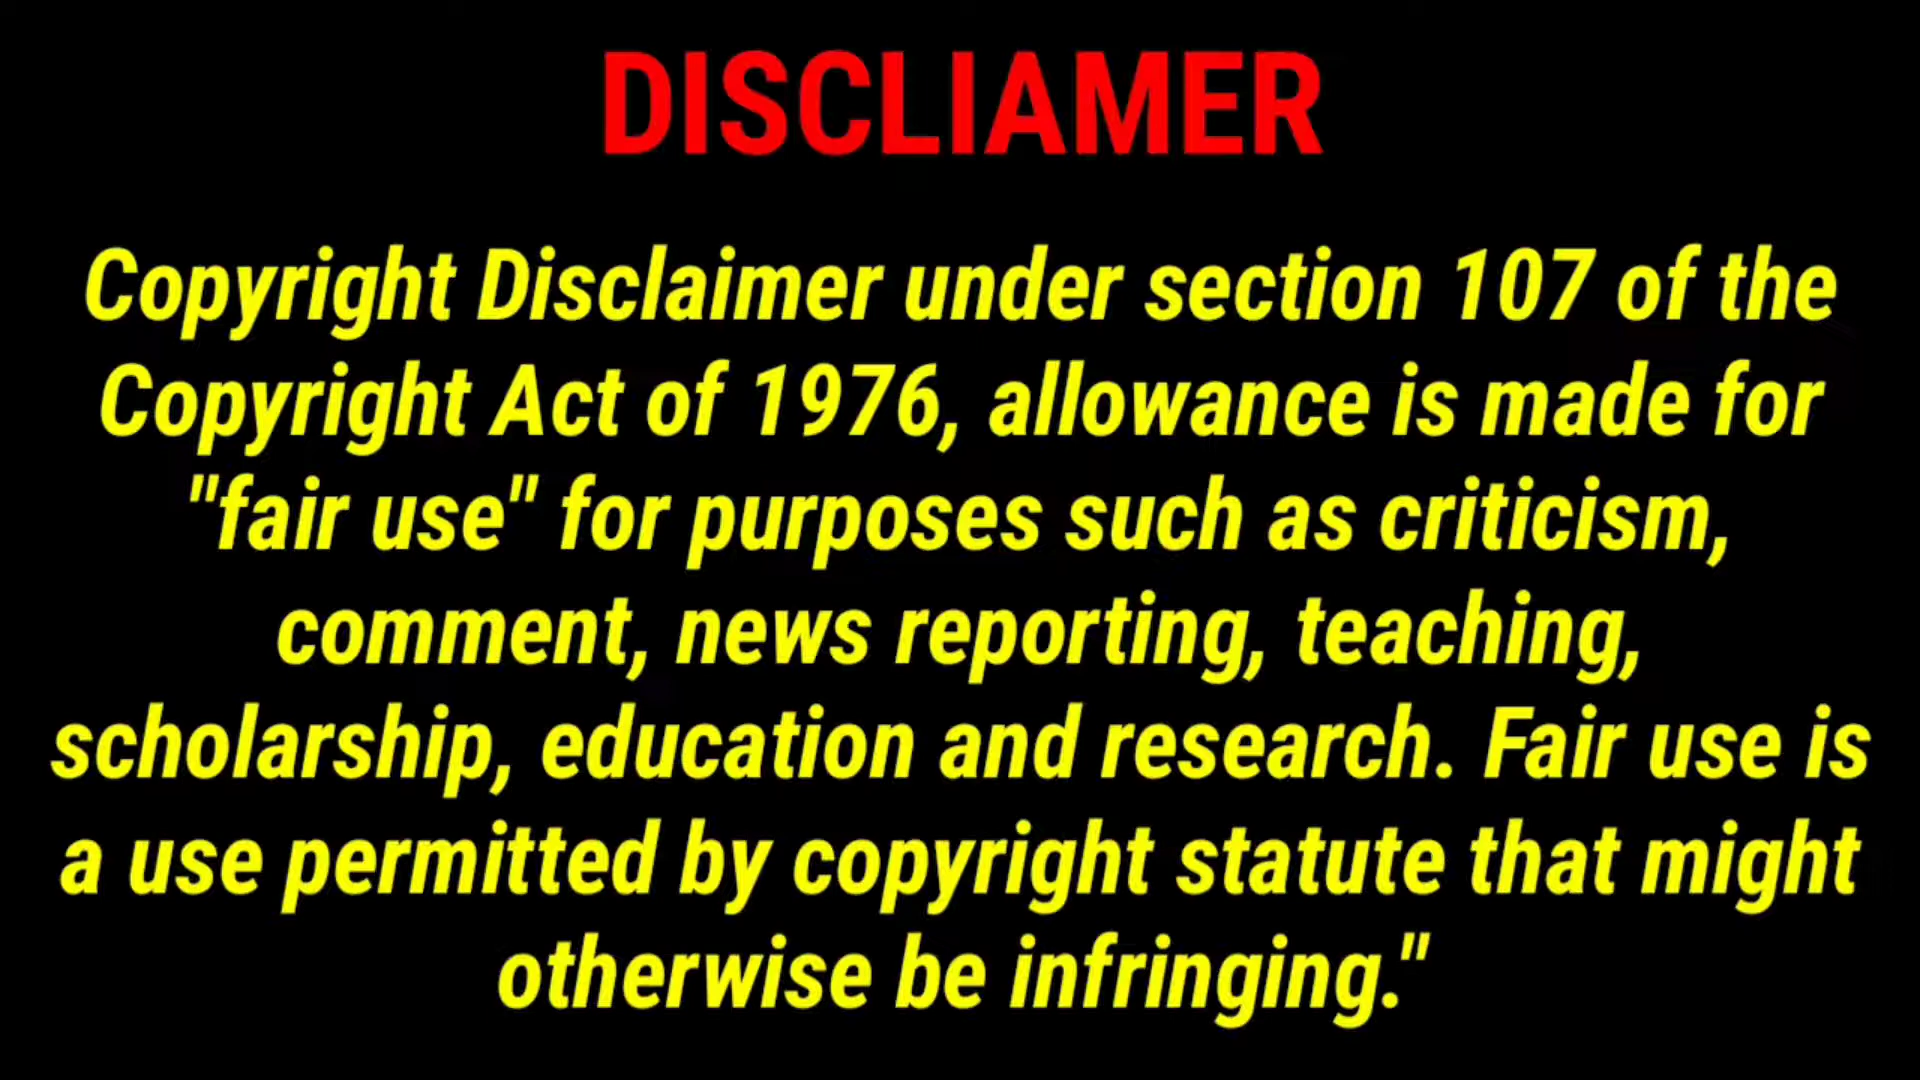 DISCLIAMER
Copyright Disclaimer under section 107 of the
Copyright Act of 1976, allowance is made for
"fair use" for purposes such as criticism,
comment, news reporting, teaching,
scholarship, education and research. Fair use is
a use permitted by copyright statute that might
otherwise be infringing."